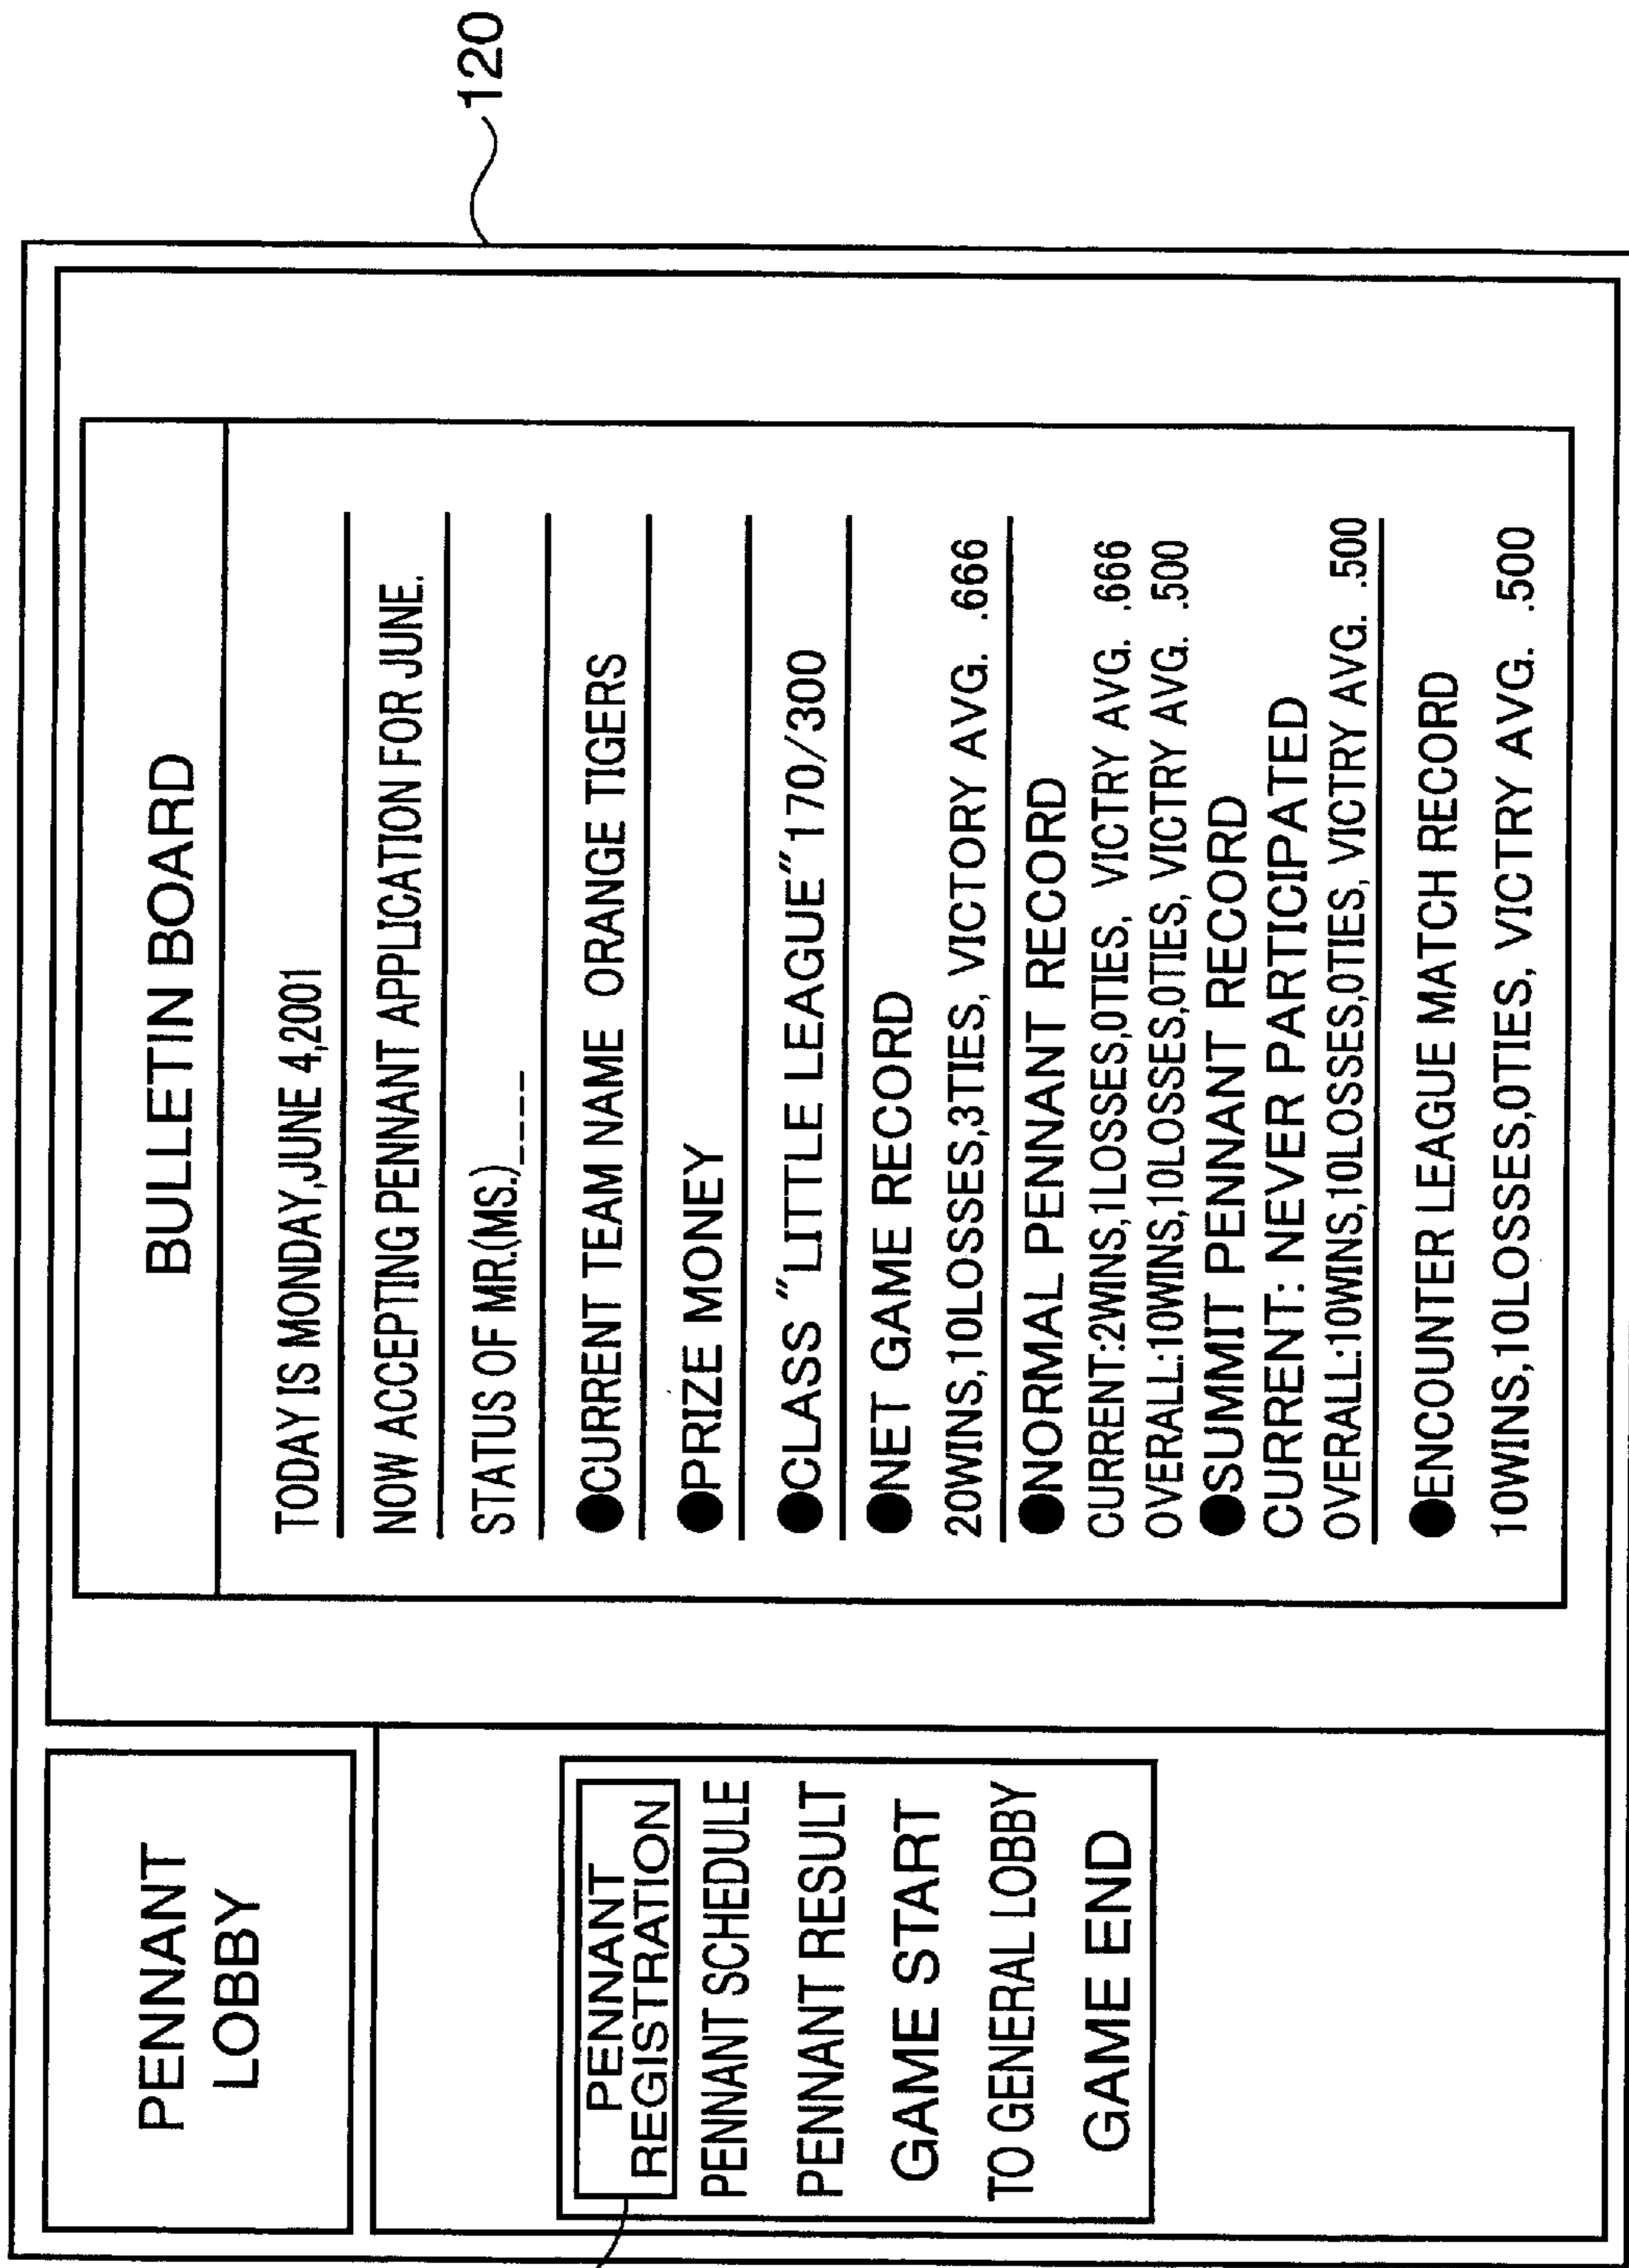 PENNANT
LOBBY
PENNANT
REGISTRATION
PENNANT SCHEDULE
PENNANT RESULT
GAME START
TO GENERAL LOBBY
GAME END
BULLETIN BOARD
TODAY IS MONDAY,JUNE 4,2001
NOW ACCEPTING PENNANT APPLICATION FOR JUNE.
STATUS OF MR.(MS.)____
●CURRENT TEAM NAME ORANGE TIGERS
●PRIZE MONEY
●CLASS "LITTLE LEAGUE"170/300
●NET GAME RECORD
20WINS,10LOSSES,3TIES, VICTORY AVG. .666
●NORMAL PENNANT RECORD
CURRENT:2WINS,1LOSSES,0TIES, VICTRY AVG. .666
OVERALL:10WINS,10LOSSES,0TIES, VICTRY AVG. .500
●SUMMIT PENNANT RECORD
CURRENT: NEVER PARTICIPATED
OVERALL:10WINS,10LOSSES,0TIES, VICTRY AVG. .500
●ENCOUNTER LEAGUE MATCH RECORD
10WINS,10LOSSES,0TIES, VICTRY AVG. .500
120